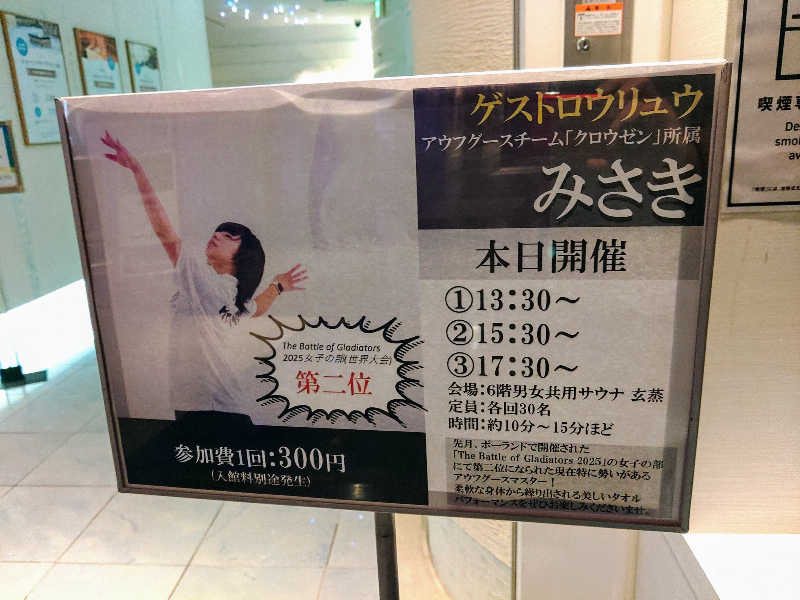 ゲストロウリュウ
アウフグースチーム「クロウゼン」所属
みさき
本日開催
①13:30〜
②15:30〜
③17:30〜
会場：6階男女共用サウナ 玄蒸
定員：各回30名
時間：約10分〜15分ほど
先月、ポーランドで開催された
「The Battle of Gladiators 2025」の女子の部
にて第二位になられた現在特に勢いがある
アウフグースマスター！
柔軟な身体から繰り出される美しいタオル
パフォーマンスをぜひお楽しみくださいませ。
The Battle of Gladiators
2025女子の部(世界大会)
第二位
参加費1回：300円
(入館料別途発生)
喫煙専
De
smo
av